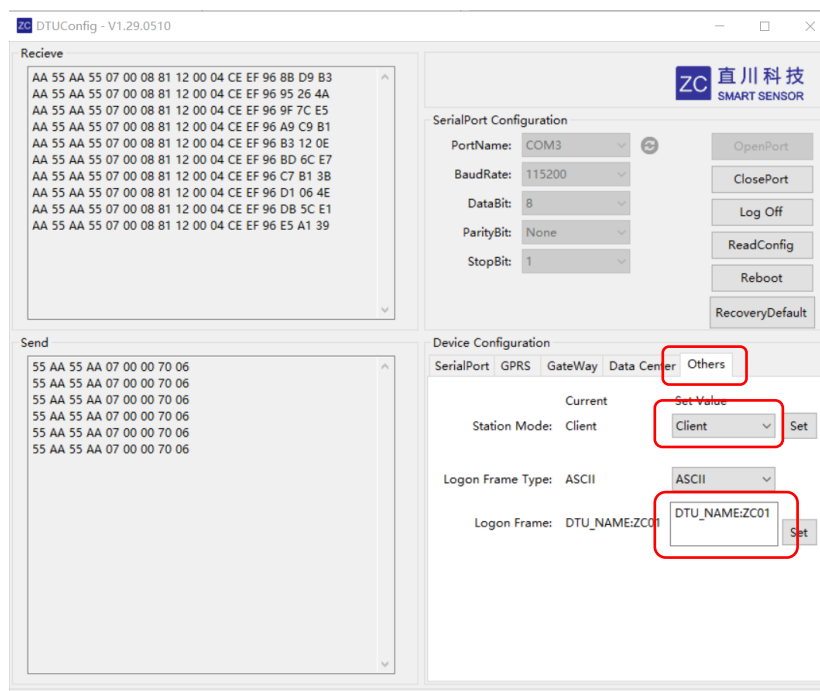 ZC DTUConfig - V1.29.0510
Recieve
AA 55 AA 55 07 00 08 81 12 00 04 CE EF 96 8B D9 B3
AA 55 AA 55 07 00 08 81 12 00 04 CE EF 96 95 26 4A
AA 55 AA 55 07 00 08 81 12 00 04 CE EF 96 9F 7C E5
AA 55 AA 55 07 00 08 81 12 00 04 CE EF 96 A9 C9 B1
AA 55 AA 55 07 00 08 81 12 00 04 CE EF 96 B3 12 0E
AA 55 AA 55 07 00 08 81 12 00 04 CE EF 96 BD 6C E7
AA 55 AA 55 07 00 08 81 12 00 04 CE EF 96 C7 B1 3B
AA 55 AA 55 07 00 08 81 12 00 04 CE EF 96 D1 06 4E
AA 55 AA 55 07 00 08 81 12 00 04 CE EF 96 DB 5C E1
AA 55 AA 55 07 00 08 81 12 00 04 CE EF 96 E5 A1 39
ZC 直川科技
SMART SENSOR
SerialPort Configuration
PortName: COM3
BaudRate: 115200
DataBit: 8
ParityBit: None
StopBit: 1
OpenPort
ClosePort
Log Off
ReadConfig
Reboot
RecoveryDefault
Send
55 AA 55 AA 07 00 00 70 06
55 AA 55 AA 07 00 00 70 06
55 AA 55 AA 07 00 00 70 06
55 AA 55 AA 07 00 00 70 06
55 AA 55 AA 07 00 00 70 06
55 AA 55 AA 07 00 00 70 06
Device Configuration
SerialPort GPRS GateWay Data Center Others
Current Set Value
Station Mode: Client Client Set
Logon Frame Type: ASCII ASCII
Logon Frame: DTU_NAME:ZC01 DTU_NAME:ZC01 Set